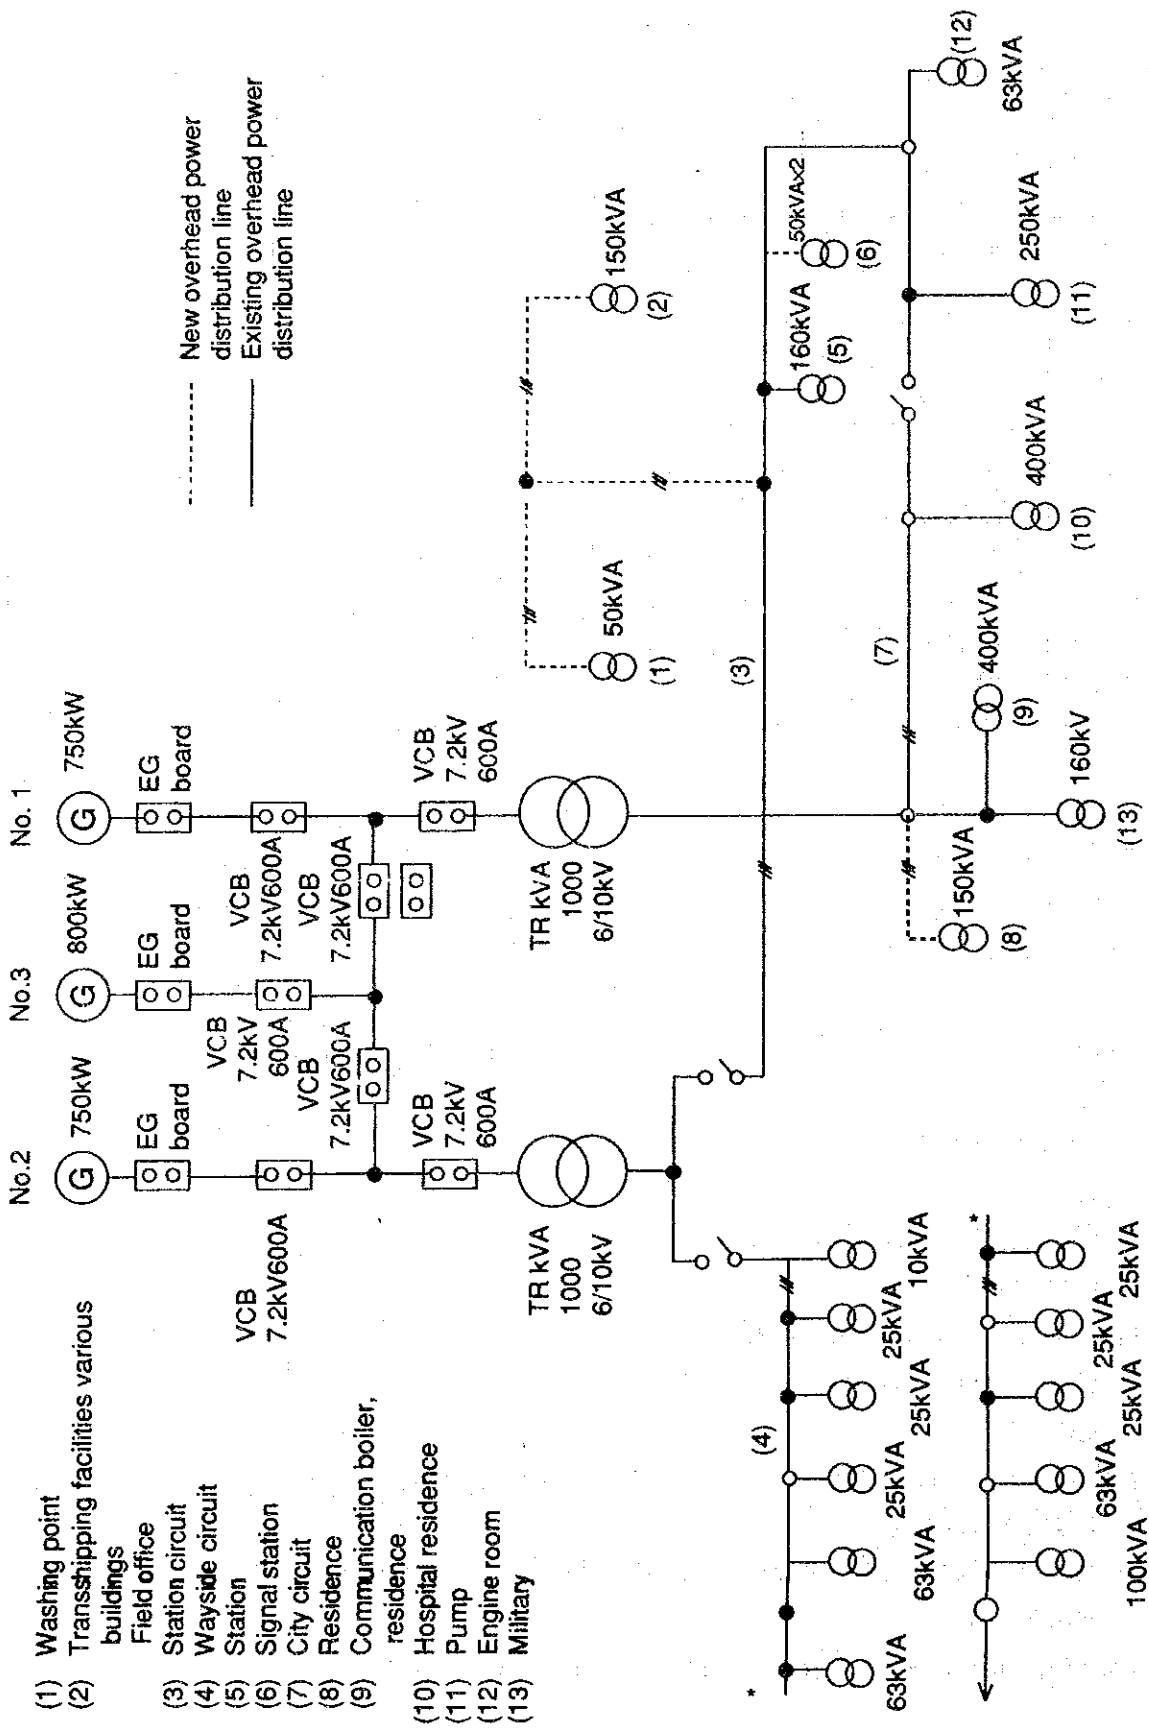 (1) Washing point
(2) Transshipping facilities various
buildings
Field office
(3) Station circuit
(4) Wayside circuit
(5) Station
(6) Signal station
(7) City circuit
(8) Residence
(9) Communication boiler,
residence
(10) Hospital residence
(11) Pump
(12) Engine room
(13) Military
New overhead power
distribution line
Existing overhead power
distribution line
No.2
G
750kW
EG
board
VCB
7.2kV600A
VCB
7.2kV
600A
TR kVA
1000
6/10kV
No.3
G
800kW
EG
board
VCB
7.2kV
600A
VCB
7.2kV600A
No. 1
G
750kW
EG
board
VCB
7.2kV600A
VCB
7.2kV600A
VCB
7.2kV
600A
TR kVA
1000
6/10kV
50kVA
(1)
150kVA
(2)
(3)
160kVA
(5)
50kVAx2
(6)
(12)
63kVA
250kVA
(11)
400kVA
(10)
(7)
400kVA
(9)
160kV
(13)
150kVA
(8)
(4)
10kVA
25kVA
25kVA
25kVA
63kVA
63kVA
*
*
25kVA
25kVA
25kVA
63kVA
100kVA